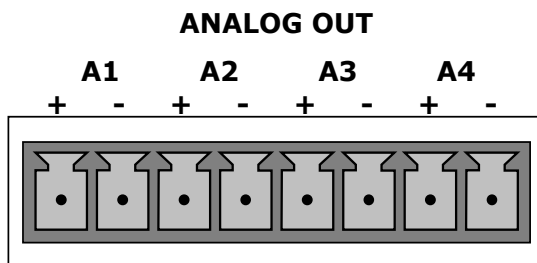 ANALOG OUT
A1 A2 A3 A4
+ - + - + - + -